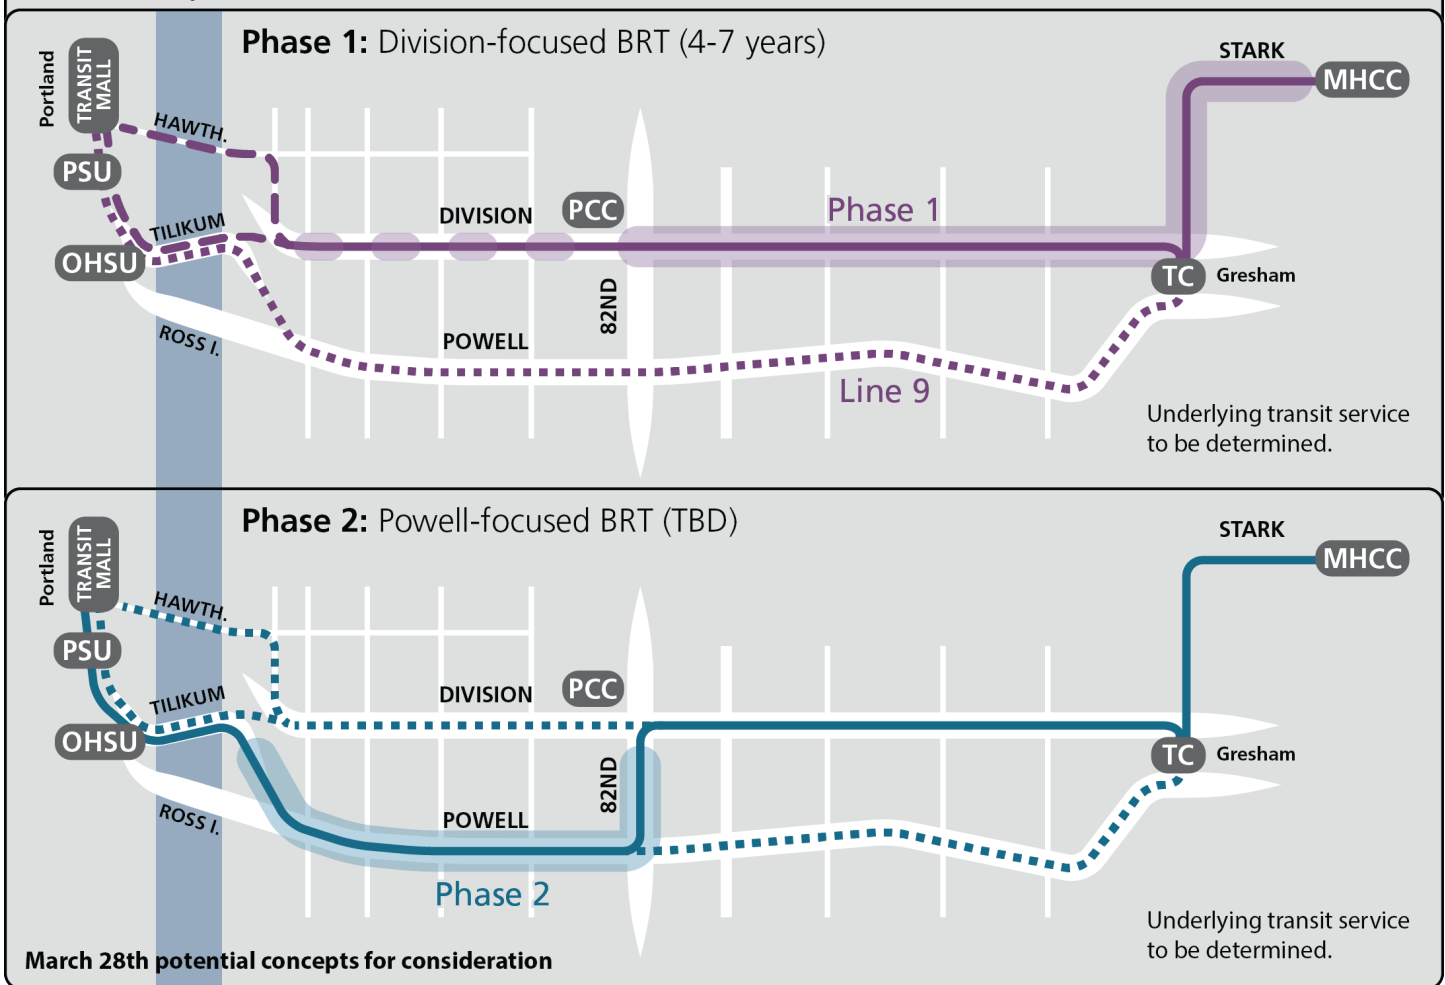 Phase 1: Division-focused BRT (4-7 years)
Portland
TRANSIT
MALL
HAWTH.
PSU
TILIKUM
OHSU
ROSS I.
DIVISION
PCC
82ND
POWELL
Phase 1
Line 9
STARK
MHCC
TC
Gresham
Underlying transit service
to be determined.
Phase 2: Powell-focused BRT (TBD)
Portland
TRANSIT
MALL
HAWTH.
PSU
TILIKUM
OHSU
ROSS I.
DIVISION
PCC
82ND
POWELL
Phase 2
STARK
MHCC
TC
Gresham
Underlying transit service
to be determined.
March 28th potential concepts for consideration